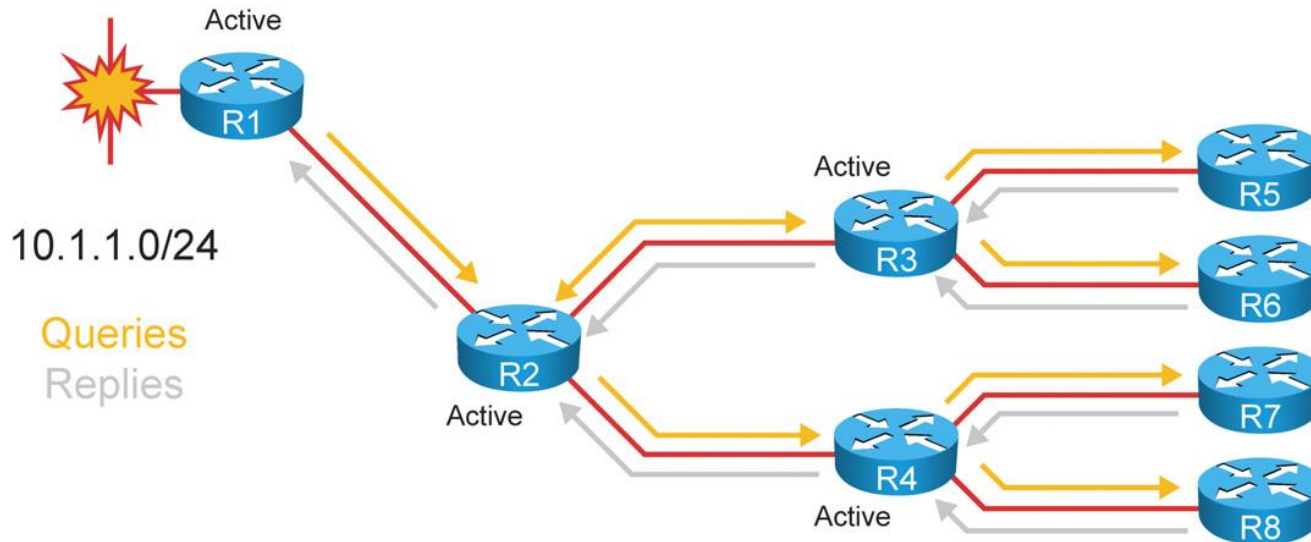 Active
R1
10.1.1.0/24
Queries
Replies
R2
Active
Active
R3
R4
Active
R5
R6
R7
R8